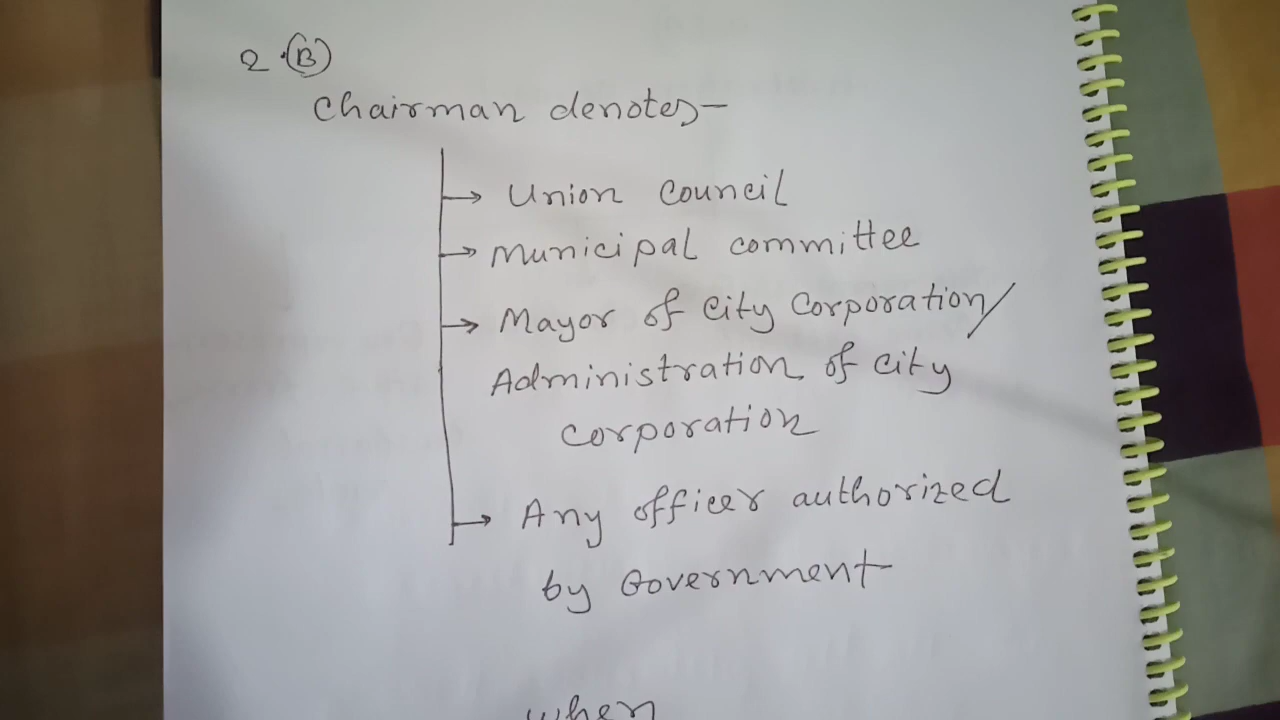 2.(B)
Chairman denotes-
→ Union Council
→ Municipal committee
→ Mayor of City Corporation/
Administration of city
corporation
→ Any officer authorized
by Government
when